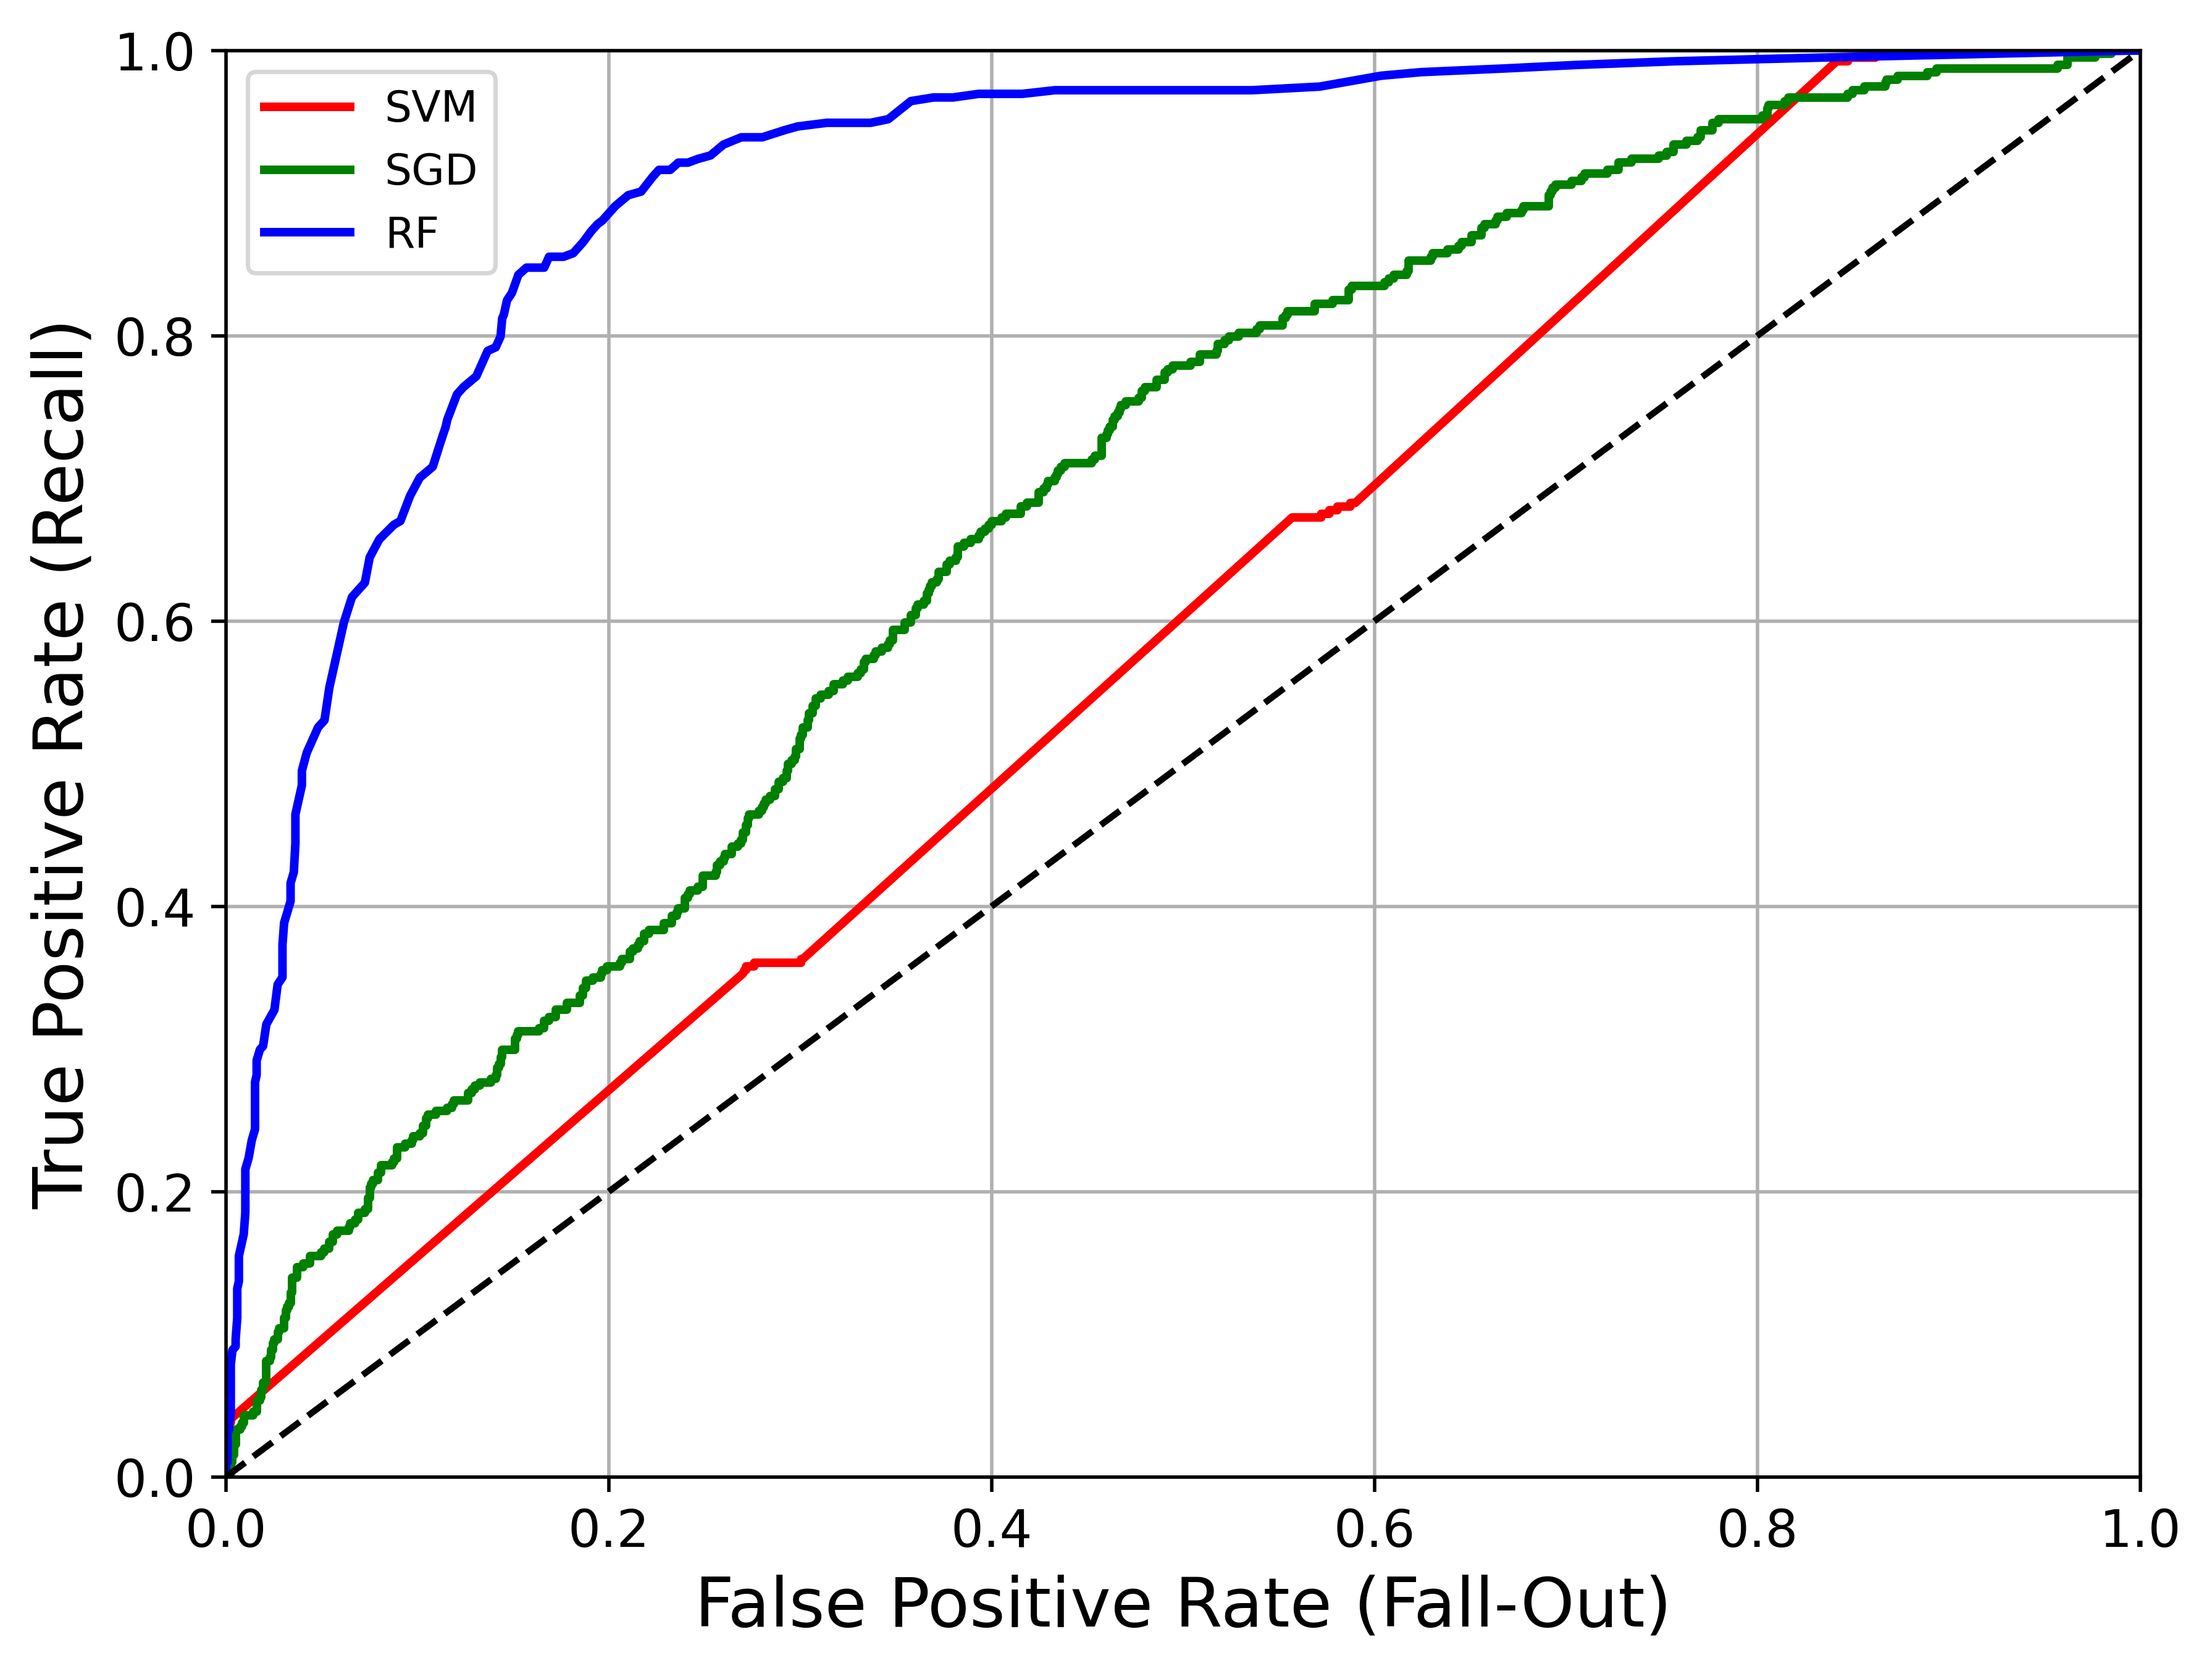 SVM
SGD
RF
True Positive Rate (Recall)
1.0
0.8
0.6
0.4
0.2
0.0
0.0 0.2 0.4 0.6 0.8 1.0
False Positive Rate (Fall-Out)